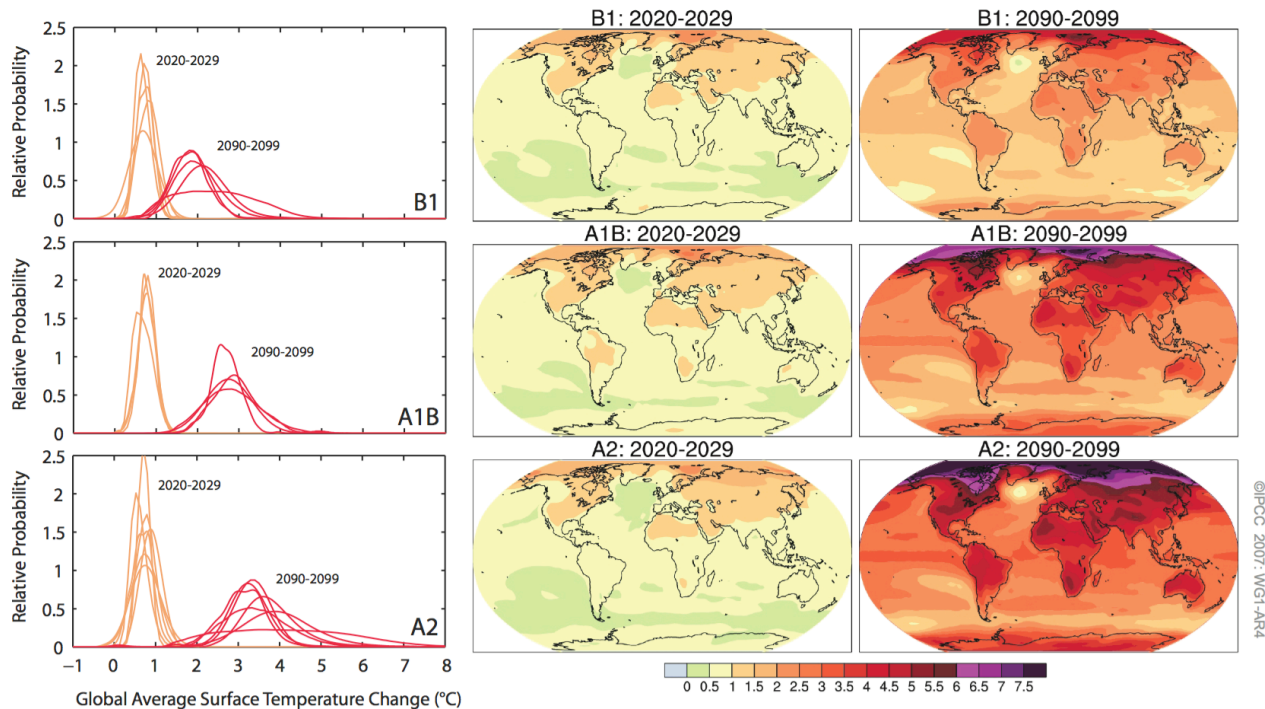 B1: 2020-2029
B1: 2090-2099
2.5
2
1.5
1
0.5
0
Relative Probability
2020-2029
2090-2099
B1
A1B: 2020-2029
A1B: 2090-2099
2.5
2
1.5
1
0.5
0
Relative Probability
2020-2029
2090-2099
A1B
A2: 2020-2029
A2: 2090-2099
2.5
2
1.5
1
0.5
0
Relative Probability
2020-2029
2090-2099
A2
−1 0 1 2 3 4 5 6 7 8
Global Average Surface Temperature Change (°C)
0 0.5 1 1.5 2 2.5 3 3.5 4 4.5 5 5.5 6 6.5 7 7.5
©IPCC 2007: WG1-AR4